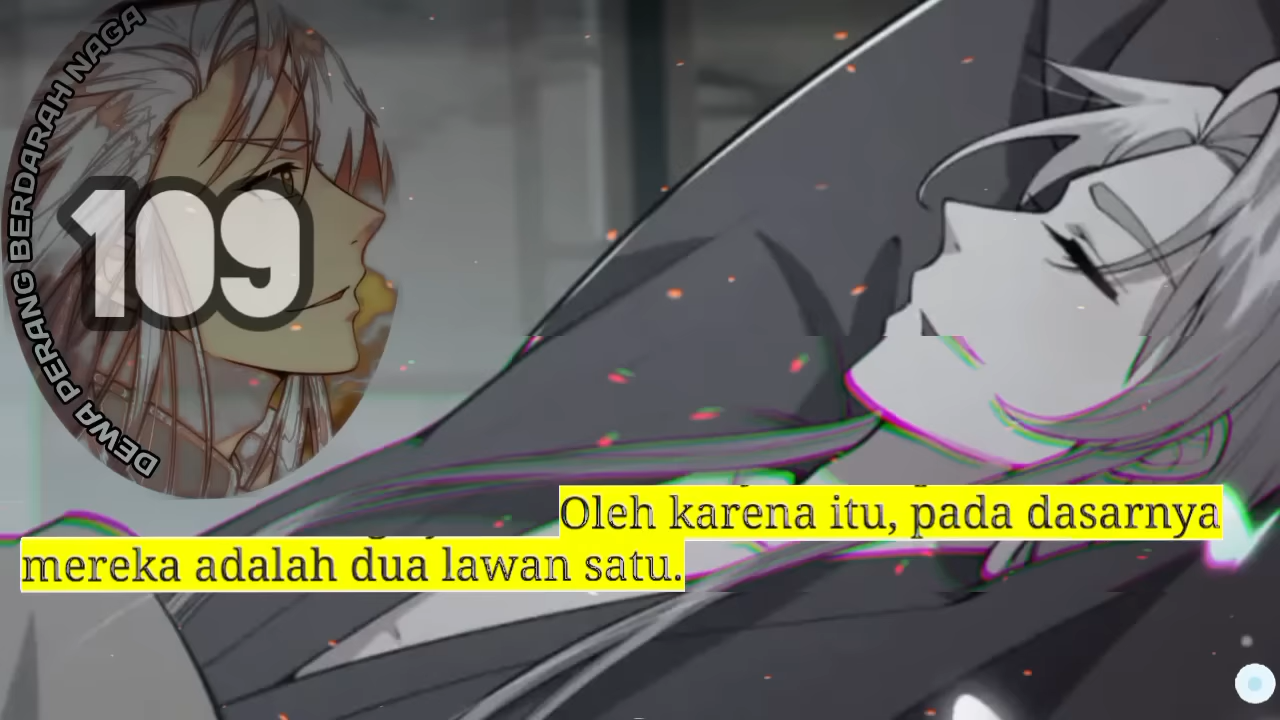 DEWA PERANG BERDARAH NAGA
109
Oleh karena itu, pada dasarnya
mereka adalah dua lawan satu.